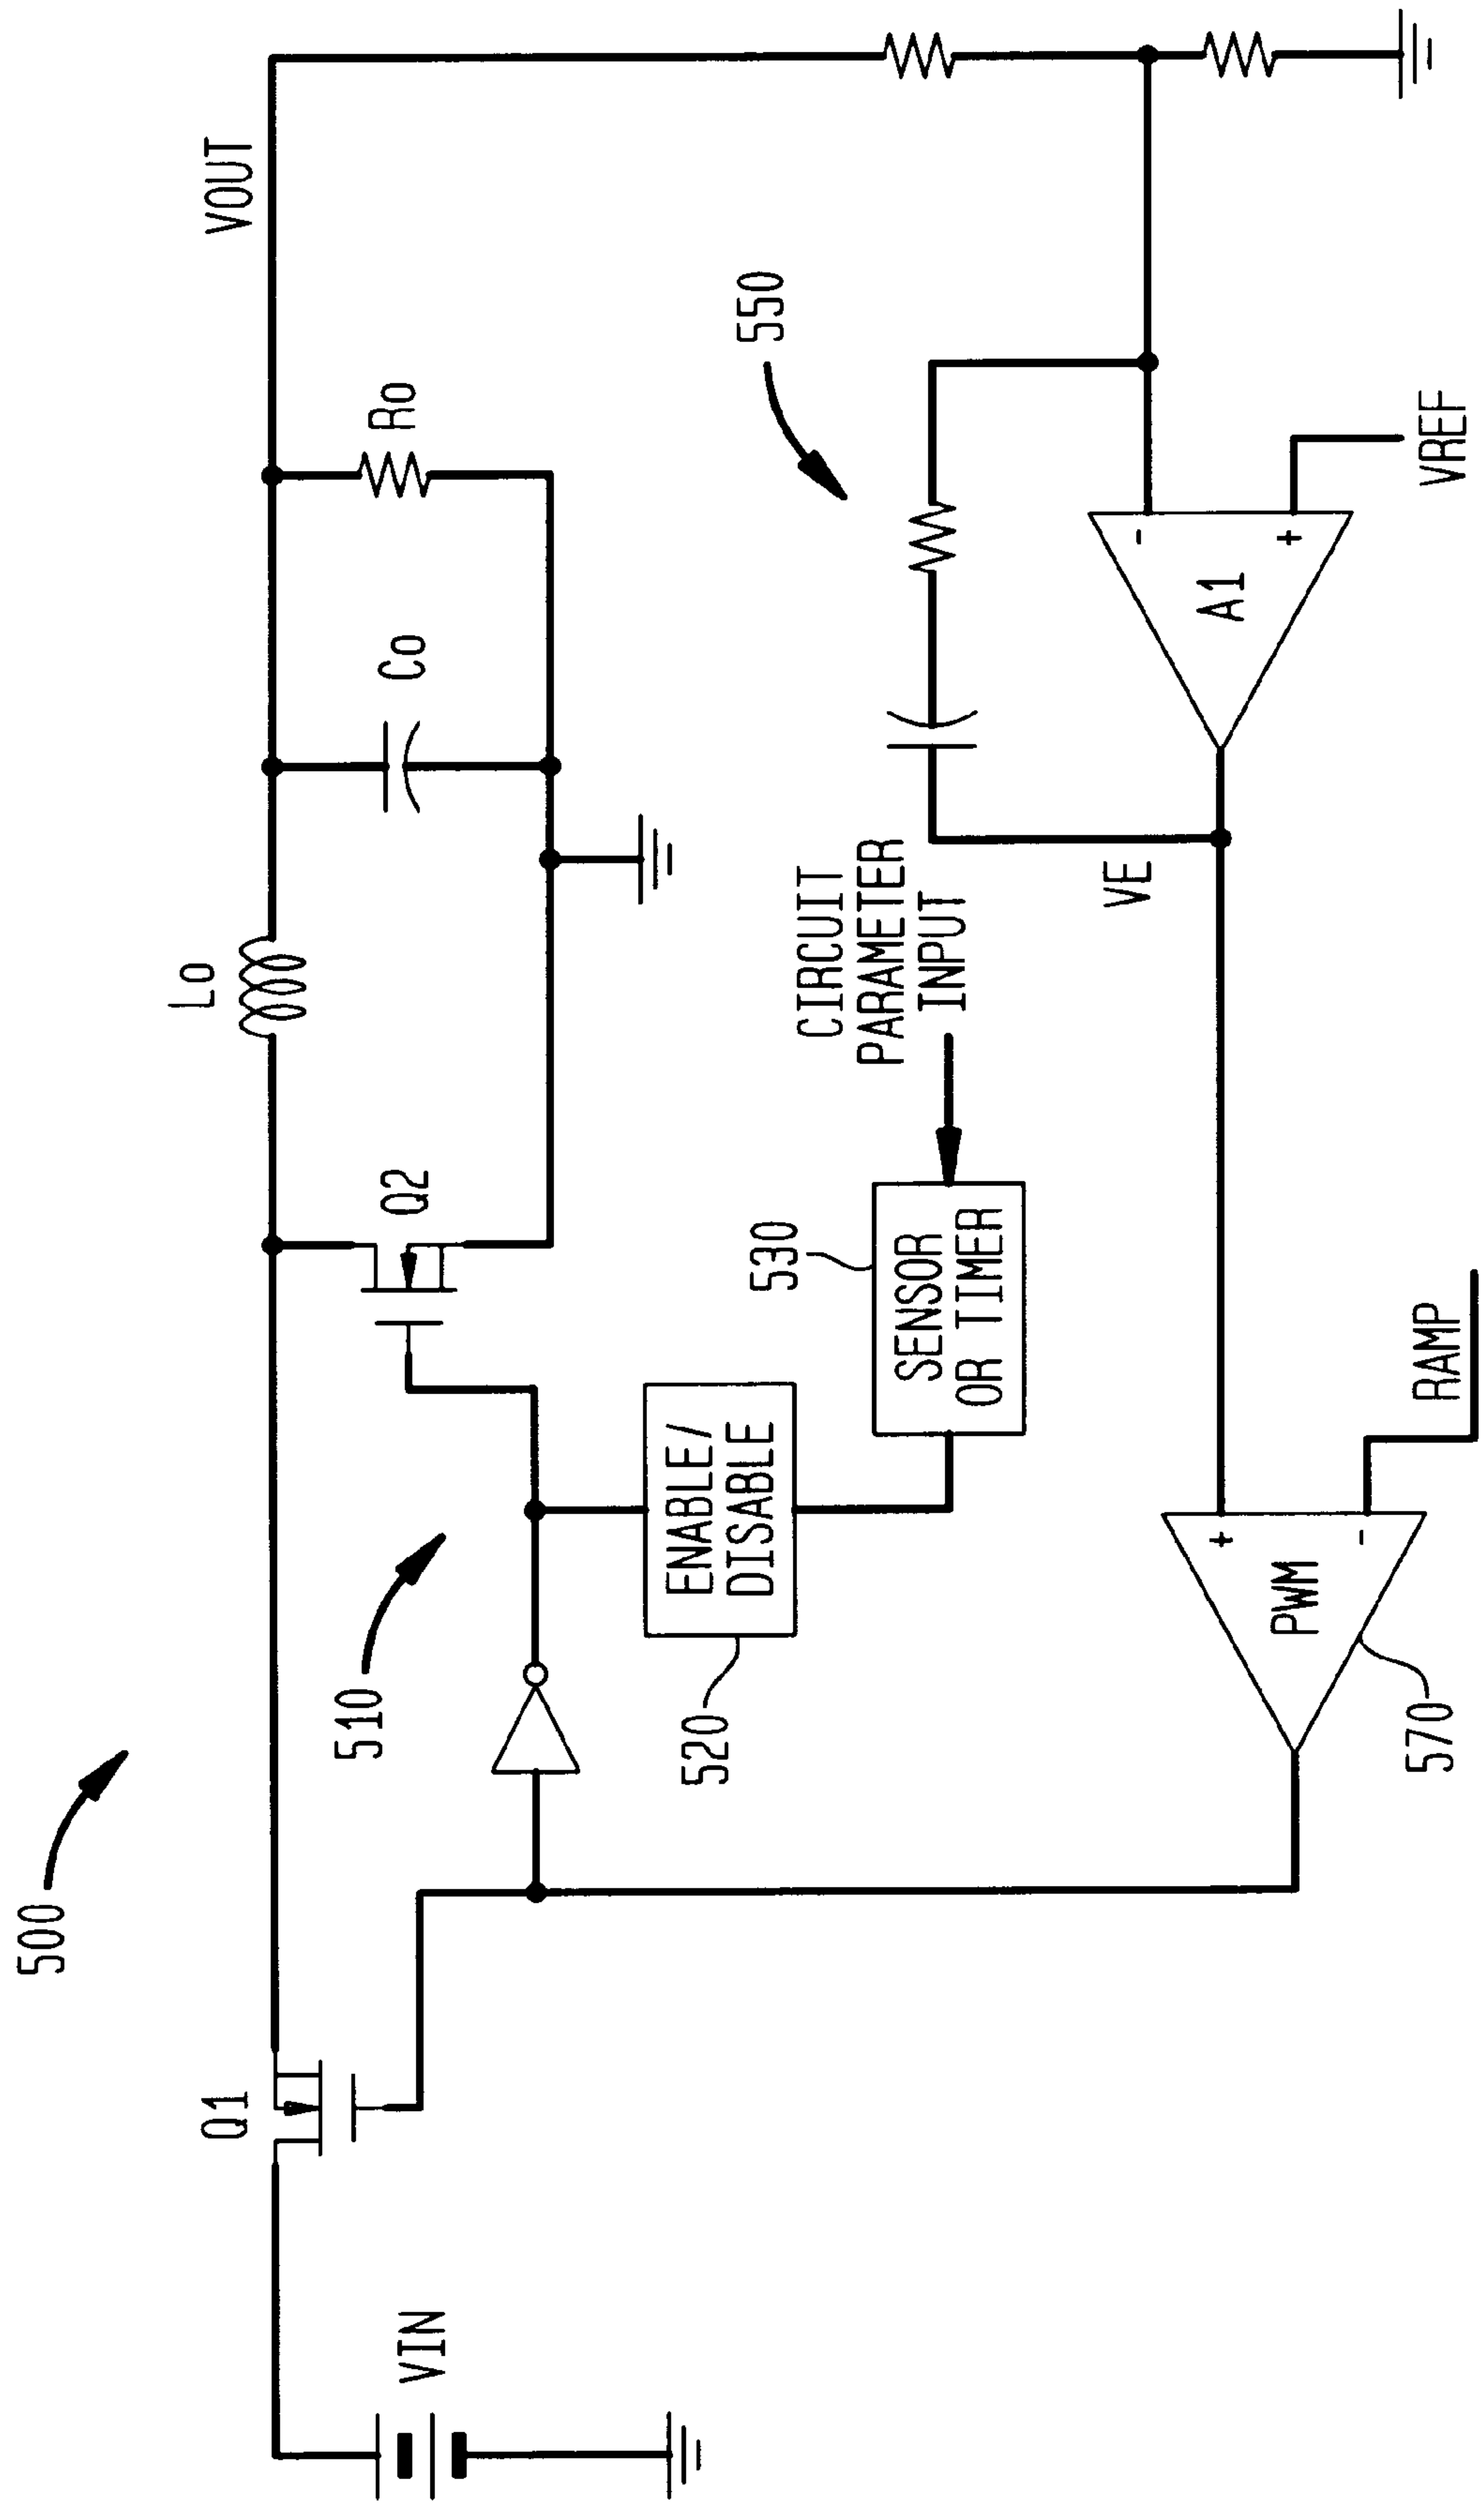 500
Q1
Lo
VOUT
VIN
510
Q2
Co
Ro
520
ENABLE/
DISABLE
530
SENSOR
OR TIMER
CIRCUIT
PARAMETER
INPUT
550
VE
-
A1
+
VREF
+
PWM
-
570
RAMP